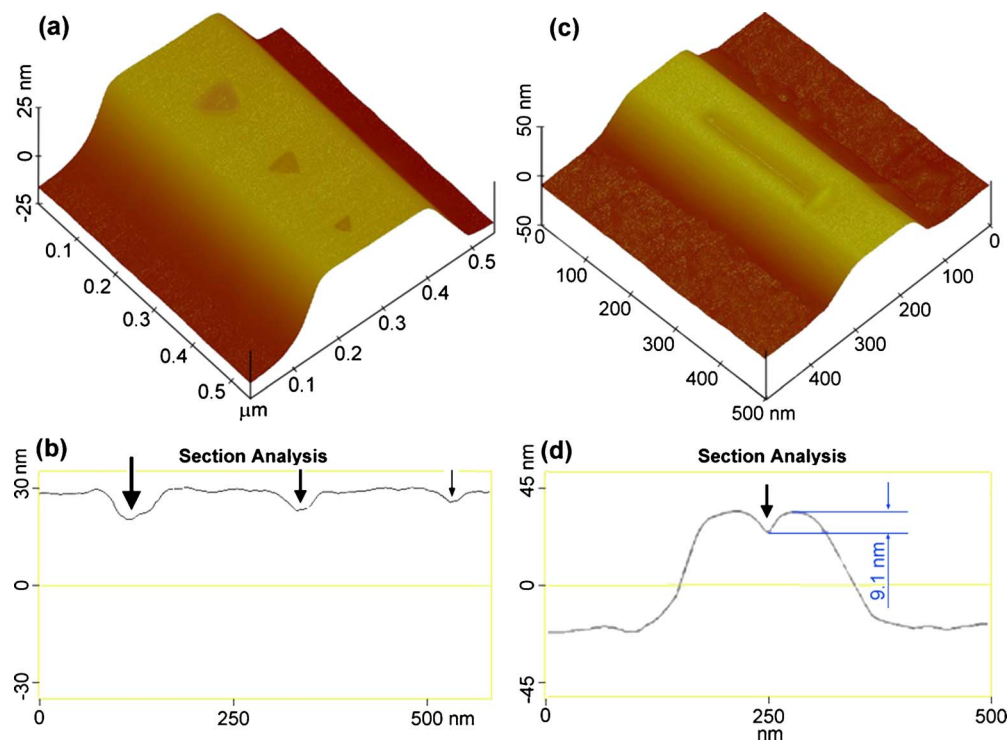 (a)
25 nm
0
-25
0.1
0.2
0.3
0.4
0.5
µm
0.1
0.2
0.3
0.4
0.5
(c)
50 nm
0
-50
0
100
200
300
400
500 nm
400
300
200
100
0
(b)
Section Analysis
30 nm
0
-30
0
250
500 nm
(d)
Section Analysis
45 nm
0
-45
9.1 nm
0
250
500
nm